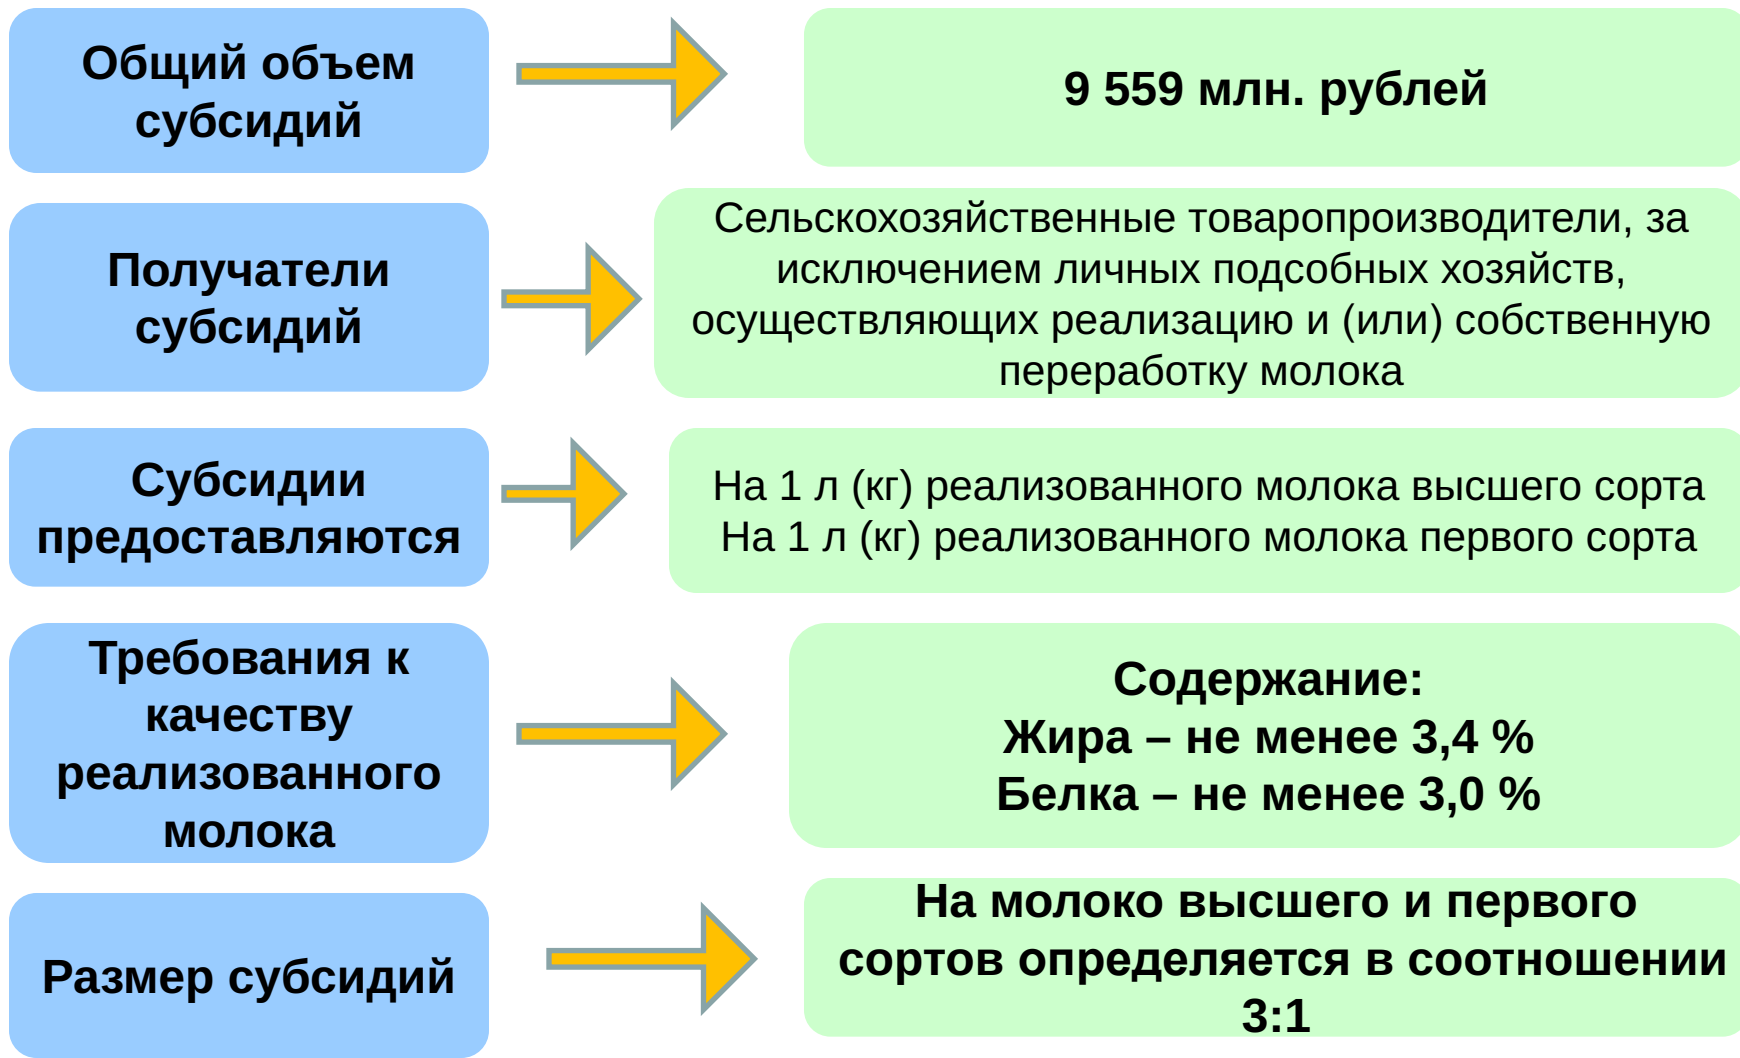 Общий объем
субсидий
9 559 млн. рублей
Получатели
субсидий
Сельскохозяйственные товаропроизводители, за
исключением личных подсобных хозяйств,
осуществляющих реализацию и (или) собственную
переработку молока
Субсидии
предоставляются
На 1 л (кг) реализованного молока высшего сорта
На 1 л (кг) реализованного молока первого сорта
Требования к
качеству
реализованного
молока
Содержание:
Жира – не менее 3,4 %
Белка – не менее 3,0 %
Размер субсидий
На молоко высшего и первого
сортов определяется в соотношении
3:1